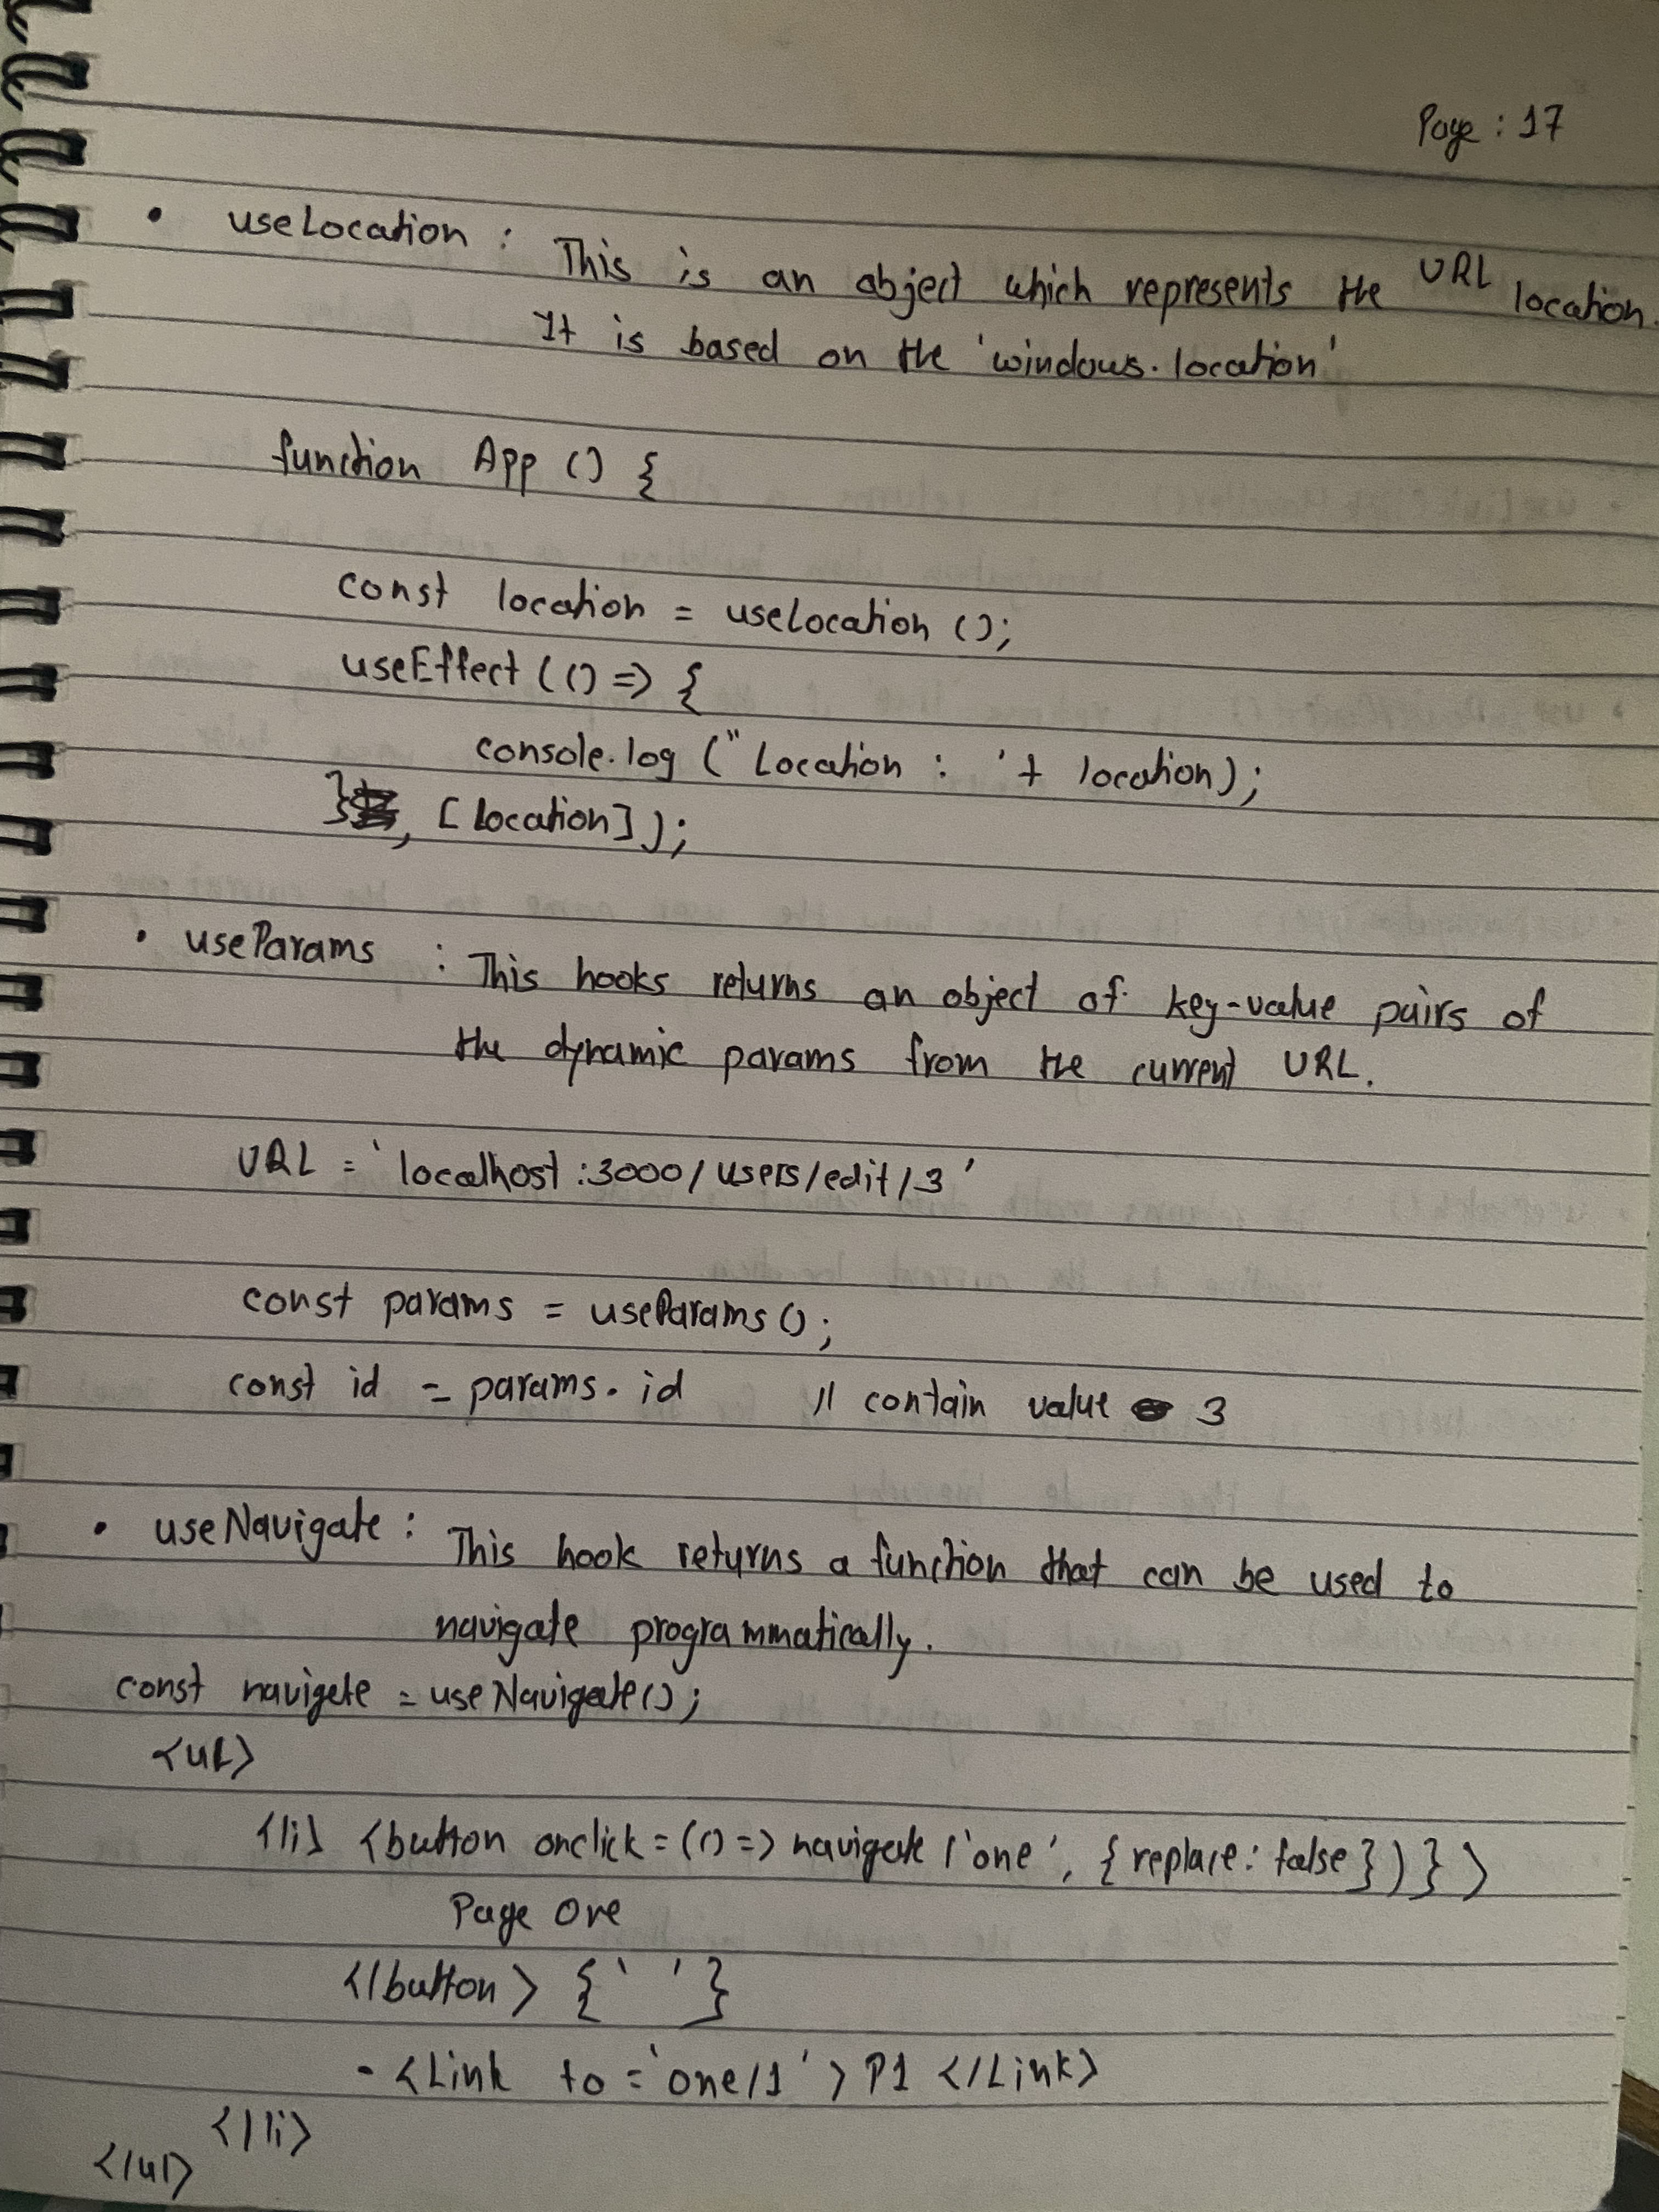 Page : 17
• useLocation : This is an object which represents the URL location.
It is based on the 'windows.location'
function App () {
const location = useLocation ();
useEffect (() => {
console.log ("Location : '+ location);
}, [location]);
• useParams : This hooks returns an object of key-value pairs of
the dynamic params from the current URL.
URL = 'localhost:3000/users/edit/3'
const params = useParams();
const id = params.id // contain value 3
• useNavigate : This hook returns a function that can be used to
navigate programmatically.
const navigate = useNavigate();
<ul>
<li> <button onclick = (() => navigate ('one', {replace: false})} >
Page One
</button> {' '}
- <Link to = 'one/1' > P1 </Link>
</li>
</ul>